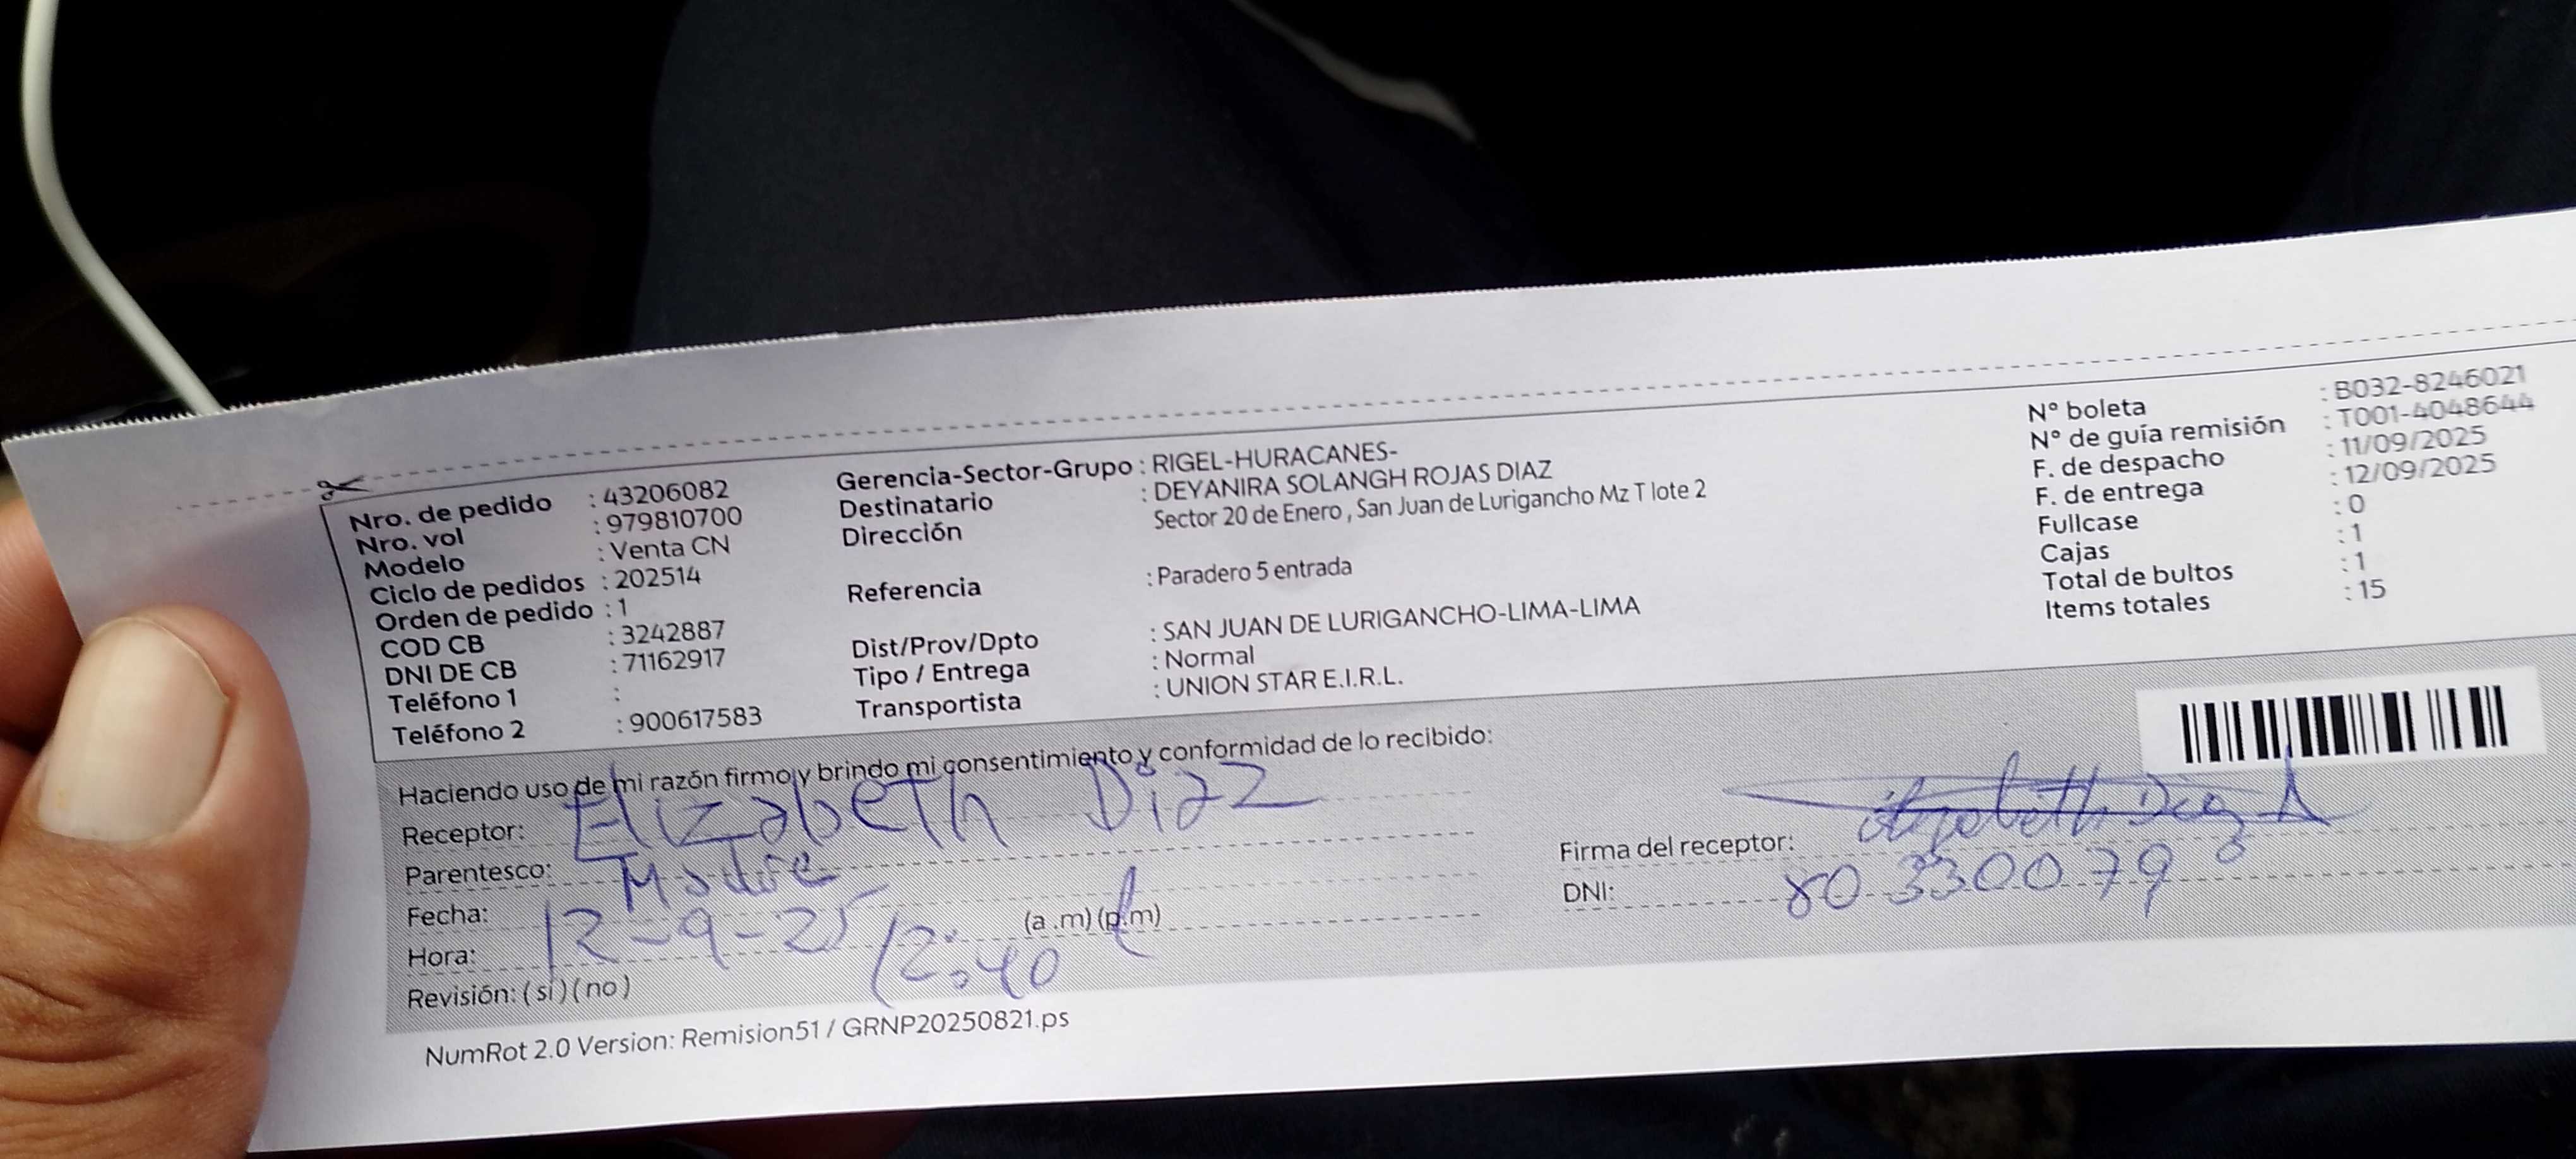 Nro. de pedido : 43206082
Nro. vol : 979810700
Modelo : Venta CN
Ciclo de pedidos : 202514
Orden de pedido : 1
COD CB : 3242887
DNI DE CB : 71162917
Teléfono 1 :
Teléfono 2 : 900617583
Gerencia-Sector-Grupo : RIGEL-HURACANES-
Destinatario : DEYANIRA SOLANGH ROJAS DIAZ
Dirección Sector 20 de Enero , San Juan de Lurigancho Mz T lote 2
Referencia : Paradero 5 entrada
Dist/Prov/Dpto : SAN JUAN DE LURIGANCHO-LIMA-LIMA
Tipo / Entrega : Normal
Transportista : UNION STAR E.I.R.L.
N° boleta : B032-8246021
N° de guía remisión : T001-4048644
F. de despacho : 11/09/2025
F. de entrega : 12/09/2025
Fullcase : 0
Cajas : 1
Total de bultos : 1
Items totales : 15
Haciendo uso de mi razón firmo y brindo mi consentimiento y conformidad de lo recibido:
Receptor: Elizabeth Diaz
Parentesco: Madre
Fecha: 12-9-25
Hora: 12:40 (a .m) (p.m)
Revisión: ( si ) ( no )
Firma del receptor: Elizabeth Diaz
DNI: 80330079
NumRot 2.0 Version: Remision51 / GRNP20250821.ps